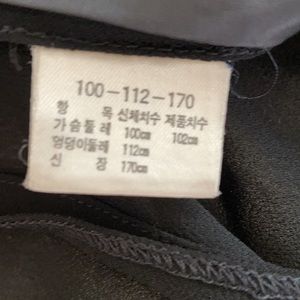 100-112-170
항 목 신체치수 제품치수
가슴둘레 100cm 102cm
엉덩이둘레 112cm
신 장 170cm